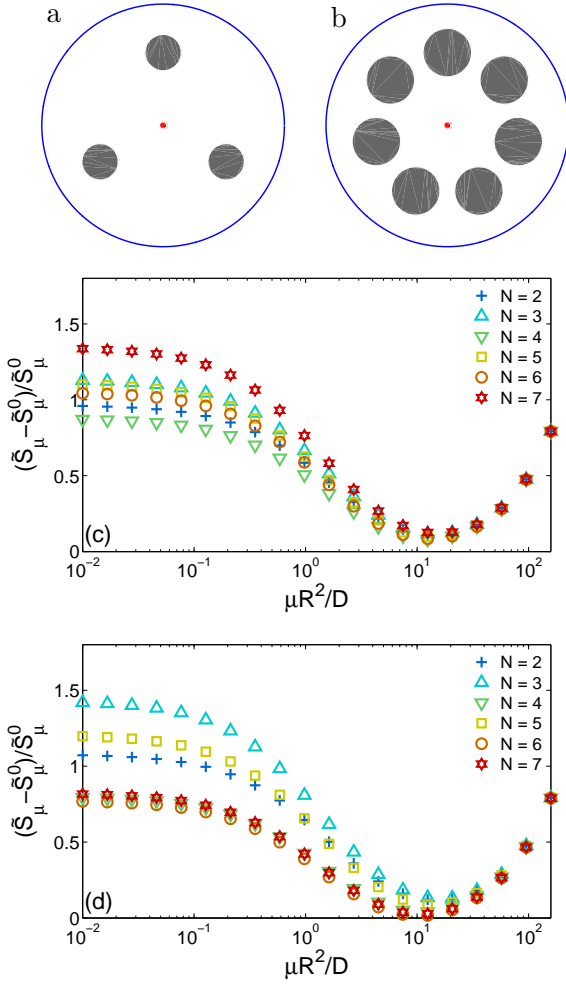 a
b
1.5
1
0.5
0
(S̃μ−S̃μ⁰)/S̃μ⁰
N = 2
N = 3
N = 4
N = 5
N = 6
N = 7
(c)
10⁻² 10⁻¹ 10⁰ 10¹ 10²
μR²/D
1.5
1
0.5
0
(S̃μ−S̃μ⁰)/S̃μ⁰
N = 2
N = 3
N = 4
N = 5
N = 6
N = 7
(d)
10⁻² 10⁻¹ 10⁰ 10¹ 10²
μR²/D